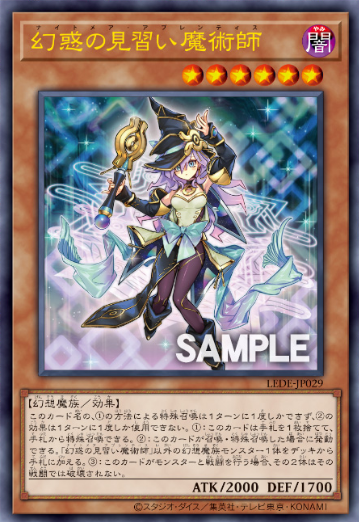 ナイトメア・アプレンティス
幻惑の見習い魔術師
闇
SAMPLE
LEDE-JP029
【幻想魔族/効果】
このカード名の、①の方法による特殊召喚は1ターンに1度しかできず、②の
効果は1ターンに1度しか使用できない。①:このカードは手札を1枚捨てて、
手札から特殊召喚できる。②:このカードが召喚・特殊召喚した場合に発動
できる。「幻惑の見習い魔術師」以外の幻想魔族モンスター1体をデッキから
手札に加える。③:このカードがモンスターと戦闘を行う場合、その2体はその
戦闘では破壊されない。
ATK/2000 DEF/1700
©スタジオ・ダイス/集英社・テレビ東京・KONAMI